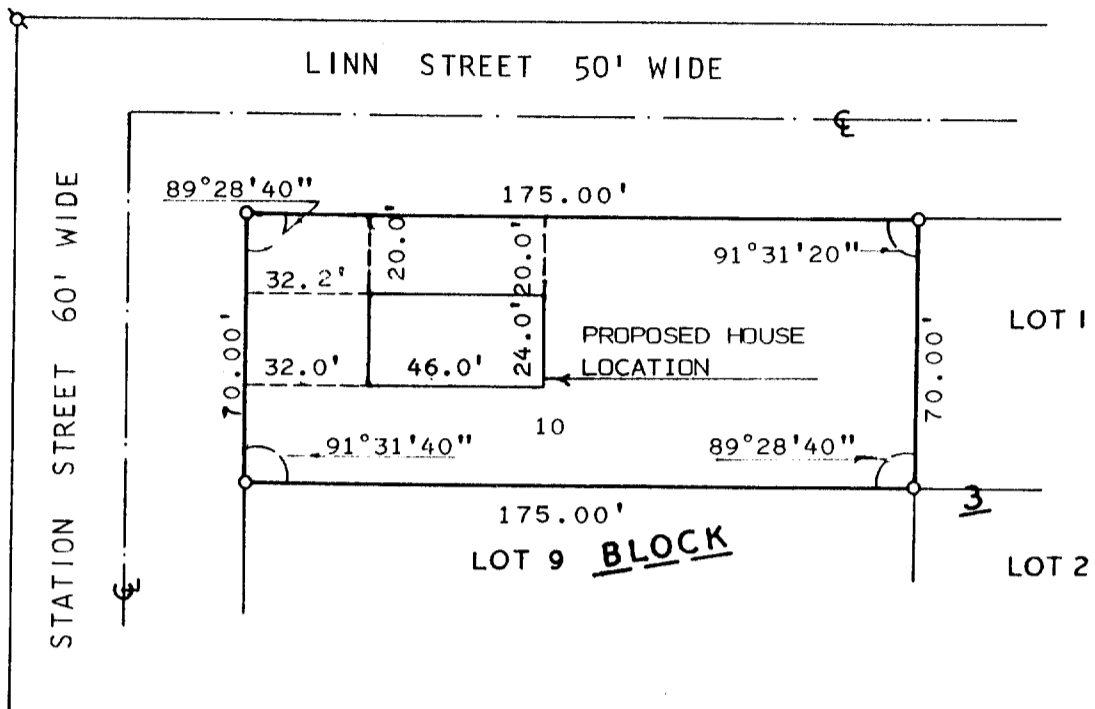 LINN STREET 50' WIDE
℄
STATION STREET 60' WIDE
℄
89°28'40"
175.00'
91°31'20"
20.0'
20.0'
32.2'
24.0'
PROPOSED HOUSE
LOCATION
LOT 1
70.00'
32.0'
46.0'
70.00'
10
91°31'40"
89°28'40"
3
175.00'
LOT 9 BLOCK
LOT 2